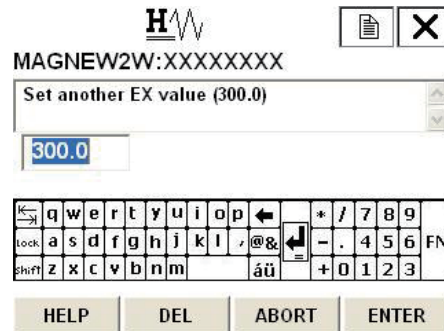 H
MAGNEW2W:XXXXXXXX
Set another EX value (300.0)
300.0
q w e r t y u i o p * / 7 8 9
Lock a s d f g h j k l , @& - . 4 5 6 FN
Shift z x c v b n m áü = + 0 1 2 3
HELP DEL ABORT ENTER